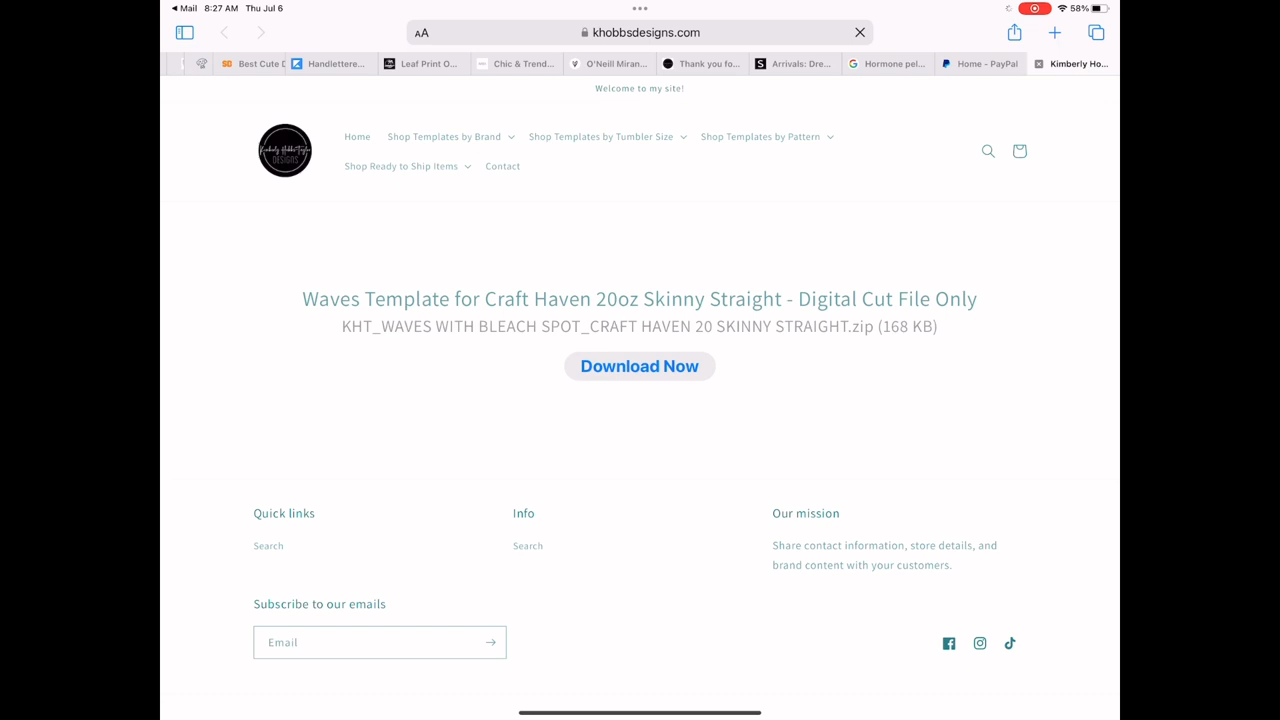 Mail 8:27 AM Thu Jul 6
58%
AA
khobbsdesigns.com
Best Cute D
Handlettere...
Leaf Print O...
Chic & Trend...
O'Neill Miran...
Thank you fo...
Arrivals: Dre...
Hormone pel...
Home - PayPal
Kimberly Ho...
Welcome to my site!
DESIGNS
Home
Shop Templates by Brand
Shop Templates by Tumbler Size
Shop Templates by Pattern
Shop Ready to Ship Items
Contact
Waves Template for Craft Haven 20oz Skinny Straight - Digital Cut File Only
KHT_WAVES WITH BLEACH SPOT_CRAFT HAVEN 20 SKINNY STRAIGHT.zip (168 KB)
Download Now
Quick links
Search
Info
Search
Our mission
Share contact information, store details, and
brand content with your customers.
Subscribe to our emails
Email